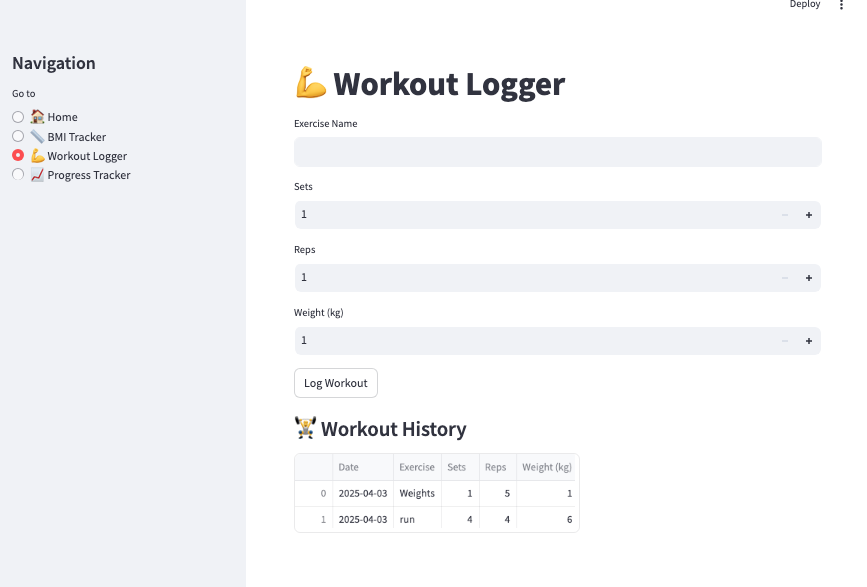 Deploy
Navigation
Go to
Home
BMI Tracker
Workout Logger
Progress Tracker
Workout Logger
Exercise Name
Sets
1
Reps
1
Weight (kg)
1
Log Workout
Workout History
Date Exercise Sets Reps Weight (kg)
0 2025-04-03 Weights 1 5 1
1 2025-04-03 run 4 4 6